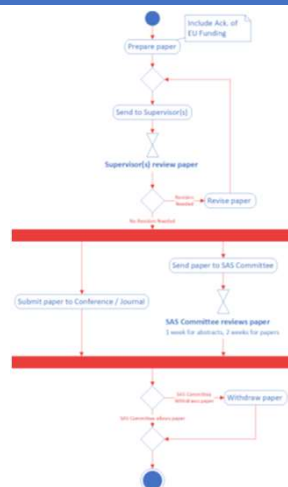 Include Ack. of
EU Funding
Prepare paper
Send to Supervisor(s)
Supervisor(s) review paper
Revision
Needed
Revise paper
No Revision Needed
Send paper to SAS Committee
Submit paper to Conference / Journal
SAS Committee reviews paper
1 week for abstracts, 2 weeks for papers
SAS Committee
Withdraws paper
Withdraw paper
SAS Committee allows paper